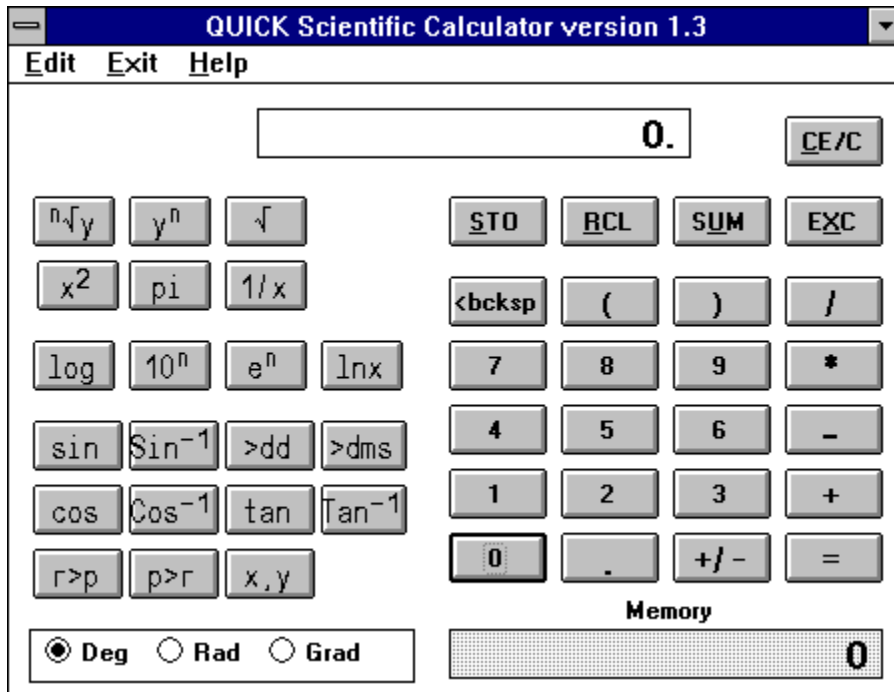 QUICK Scientific Calculator version 1.3
Edit Exit Help
0.
CE/C
ⁿ√y yⁿ √
STO RCL SUM EXC
x² pi 1/x
<bcksp ( ) /
log 10ⁿ eⁿ lnx
7 8 9 *
sin Sin⁻¹ >dd >dms
4 5 6 -
cos Cos⁻¹ tan Tan⁻¹
1 2 3 +
r>p p>r x,y
0 . +/- =
Memory
Deg Rad Grad
0